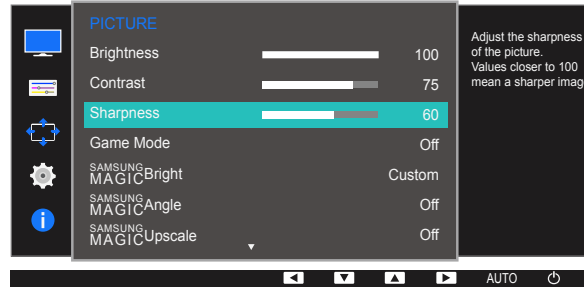 PICTURE
Brightness 100
Contrast 75
Sharpness 60
Game Mode Off
SAMSUNG MAGIC Bright Custom
SAMSUNG MAGIC Angle Off
SAMSUNG MAGIC Upscale Off
Adjust the sharpness
of the picture.
Values closer to 100
mean a sharper imag
AUTO